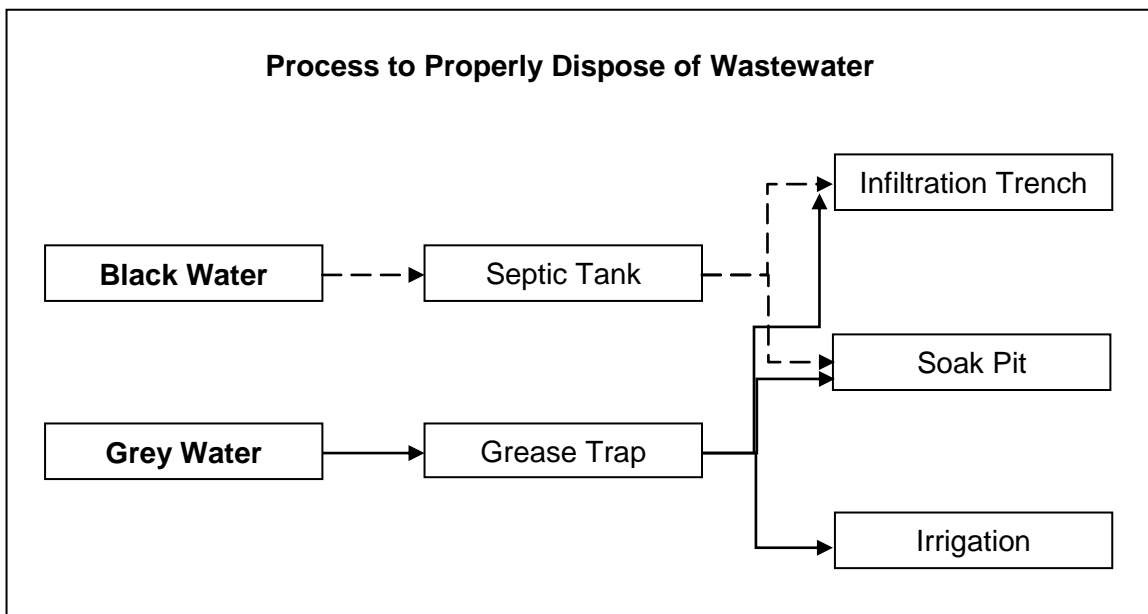 Process to Properly Dispose of Wastewater
Infiltration Trench
Black Water
Septic Tank
Soak Pit
Grey Water
Grease Trap
Irrigation